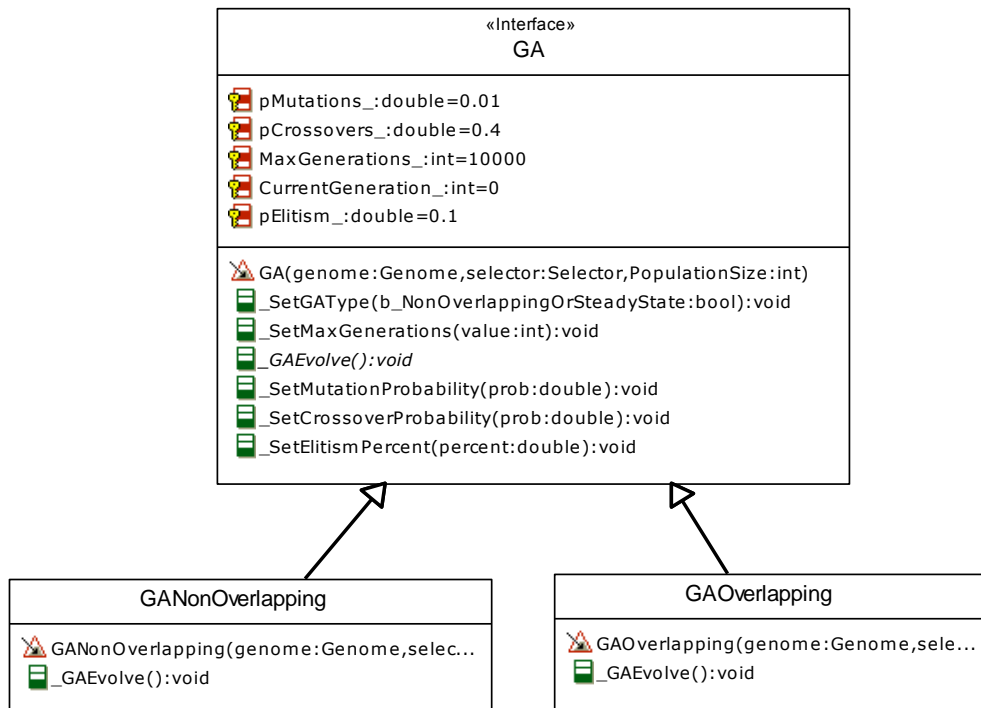 «Interface»
GA
pMutations_:double=0.01
pCrossovers_:double=0.4
MaxGenerations_:int=10000
CurrentGeneration_:int=0
pElitism_:double=0.1
GA(genome:Genome,selector:Selector,PopulationSize:int)
_SetGAType(b_NonOverlappingOrSteadyState:bool):void
_SetMaxGenerations(value:int):void
_GAEvolve():void
_SetMutationProbability(prob:double):void
_SetCrossoverProbability(prob:double):void
_SetElitismPercent(percent:double):void
GANonOverlapping
GANonOverlapping(genome:Genome,selec...
_GAEvolve():void
GAOverlapping
GAOverlapping(genome:Genome,sele...
_GAEvolve():void